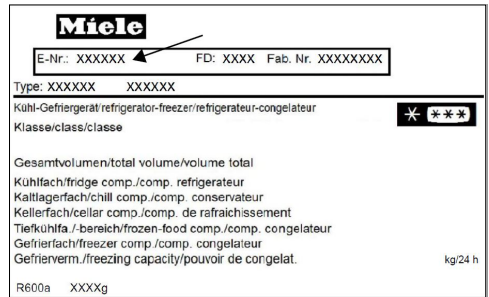 Miele
E-Nr.: XXXXXX FD: XXXX Fab. Nr. XXXXXXXX
Type: XXXXXX XXXXXX
Kühl-Gefriergerät/refrigerator-freezer/refrigerateur-congelateur
Klasse/class/classe
Gesamtvolumen/total volume/volume total
Kühlfach/fridge comp./comp. refrigerateur
Kaltlagerfach/chill comp./comp. conservateur
Kellerfach/cellar comp./comp. de rafraichissement
Tiefkühlfa./-bereich/frozen-food comp./comp. congelateur
Gefrierfach/freezer comp./comp. congelateur
Gefrierverm./freezing capacity/pouvoir de congelat. kg/24 h
R600a XXXXg